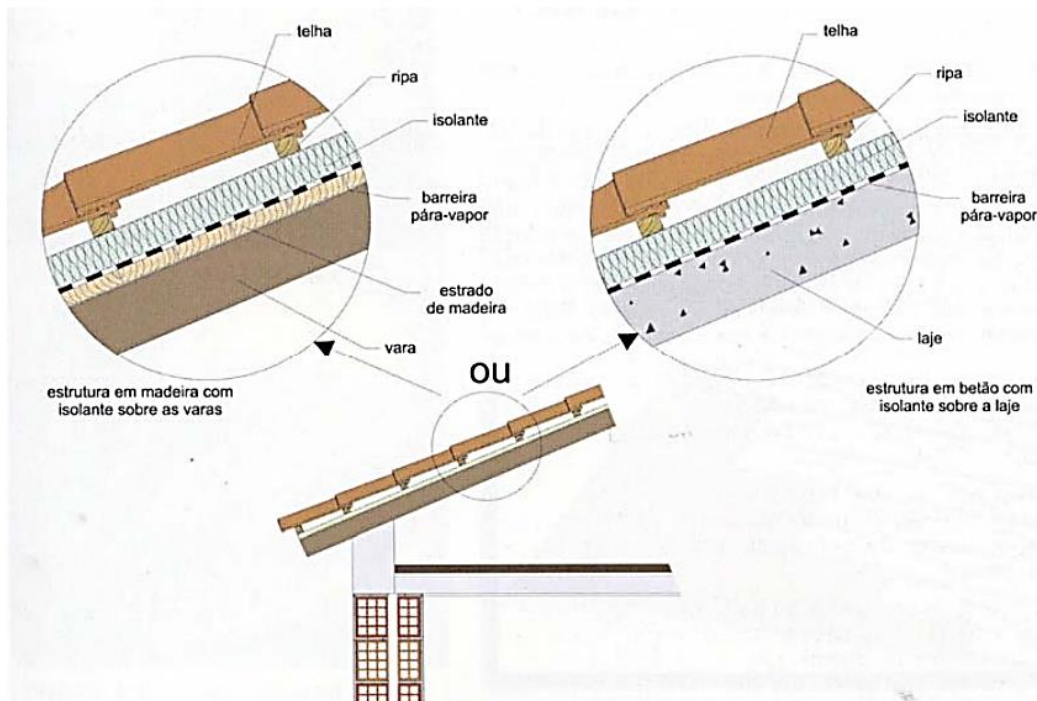 telha
ripa
isolante
barreira
pára-vapor
estrado
de madeira
vara
estrutura em madeira com
isolante sobre as varas
ou
telha
ripa
isolante
barreira
pára-vapor
laje
estrutura em betão com
isolante sobre a laje